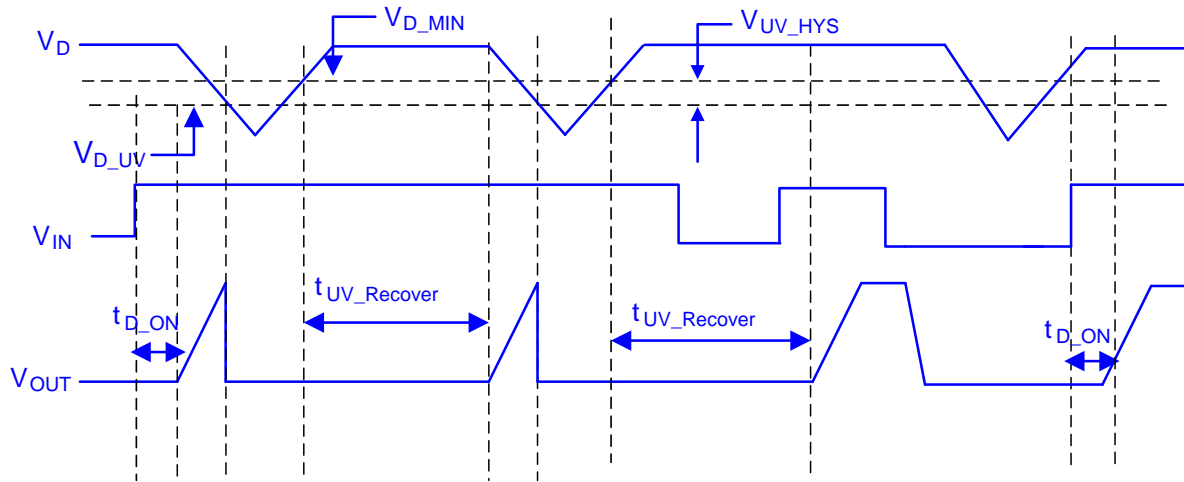 V_D_MIN
V_UV_HYS
V_D
V_D_UV
V_IN
t_UV_Recover
t_D_ON
t_UV_Recover
t_D_ON
V_OUT